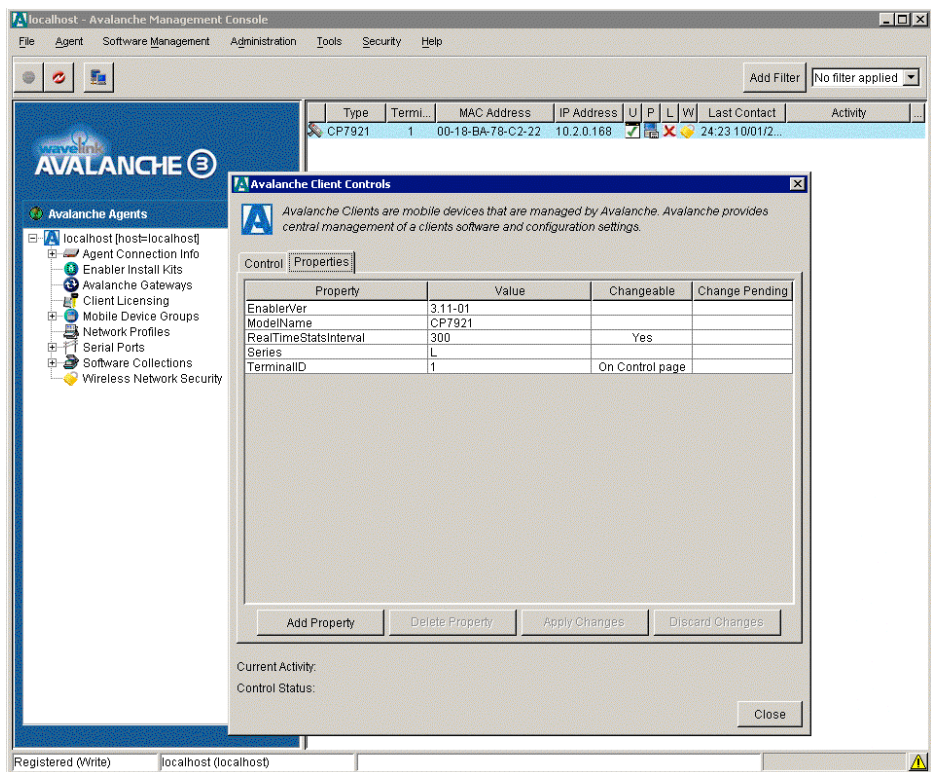 localhost - Avalanche Management Console
File Agent Software Management Administration Tools Security Help
Add Filter No filter applied
Type Termi... MAC Address IP Address U P L W Last Contact Activity ...
CP7921 1 00-18-BA-78-C2-22 10.2.0.168 24:23 10/01/2...
wavelink
AVALANCHE 3
Avalanche Agents
localhost [host=localhost]
Agent Connection Info
Enabler Install Kits
Avalanche Gateways
Client Licensing
Mobile Device Groups
Network Profiles
Serial Ports
Software Collections
Wireless Network Security
Avalanche Client Controls
Avalanche Clients are mobile devices that are managed by Avalanche. Avalanche provides
central management of a clients software and configuration settings.
Control Properties
Property Value Changeable Change Pending
EnablerVer 3.11-01
ModelName CP7921
RealTimeStatsInterval 300 Yes
Series L
TerminalID 1 On Control page
Add Property Delete Property Apply Changes Discard Changes
Current Activity:
Control Status:
Close
Registered (Write) localhost (localhost)